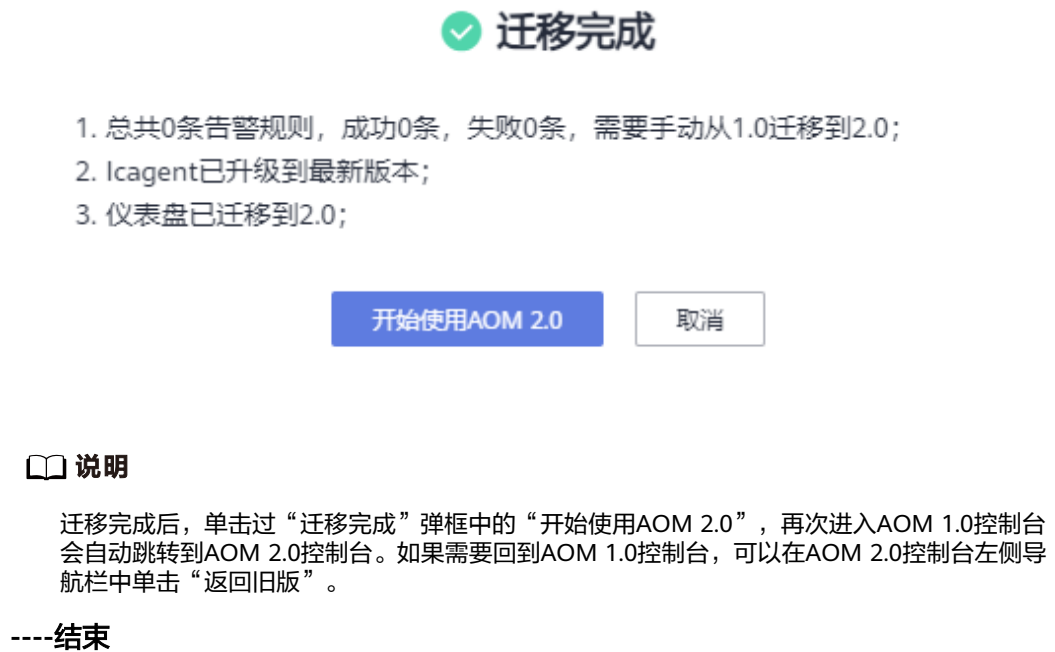 迁移完成
1. 总共0条告警规则，成功0条，失败0条，需要手动从1.0迁移到2.0；
2. Icagent已升级到最新版本；
3. 仪表盘已迁移到2.0；
开始使用AOM 2.0
取消
说明
迁移完成后，单击过“迁移完成”弹框中的“开始使用AOM 2.0”，再次进入AOM 1.0控制台
会自动跳转到AOM 2.0控制台。如果需要回到AOM 1.0控制台，可以在AOM 2.0控制台左侧导
航栏中单击“返回旧版”。
----结束